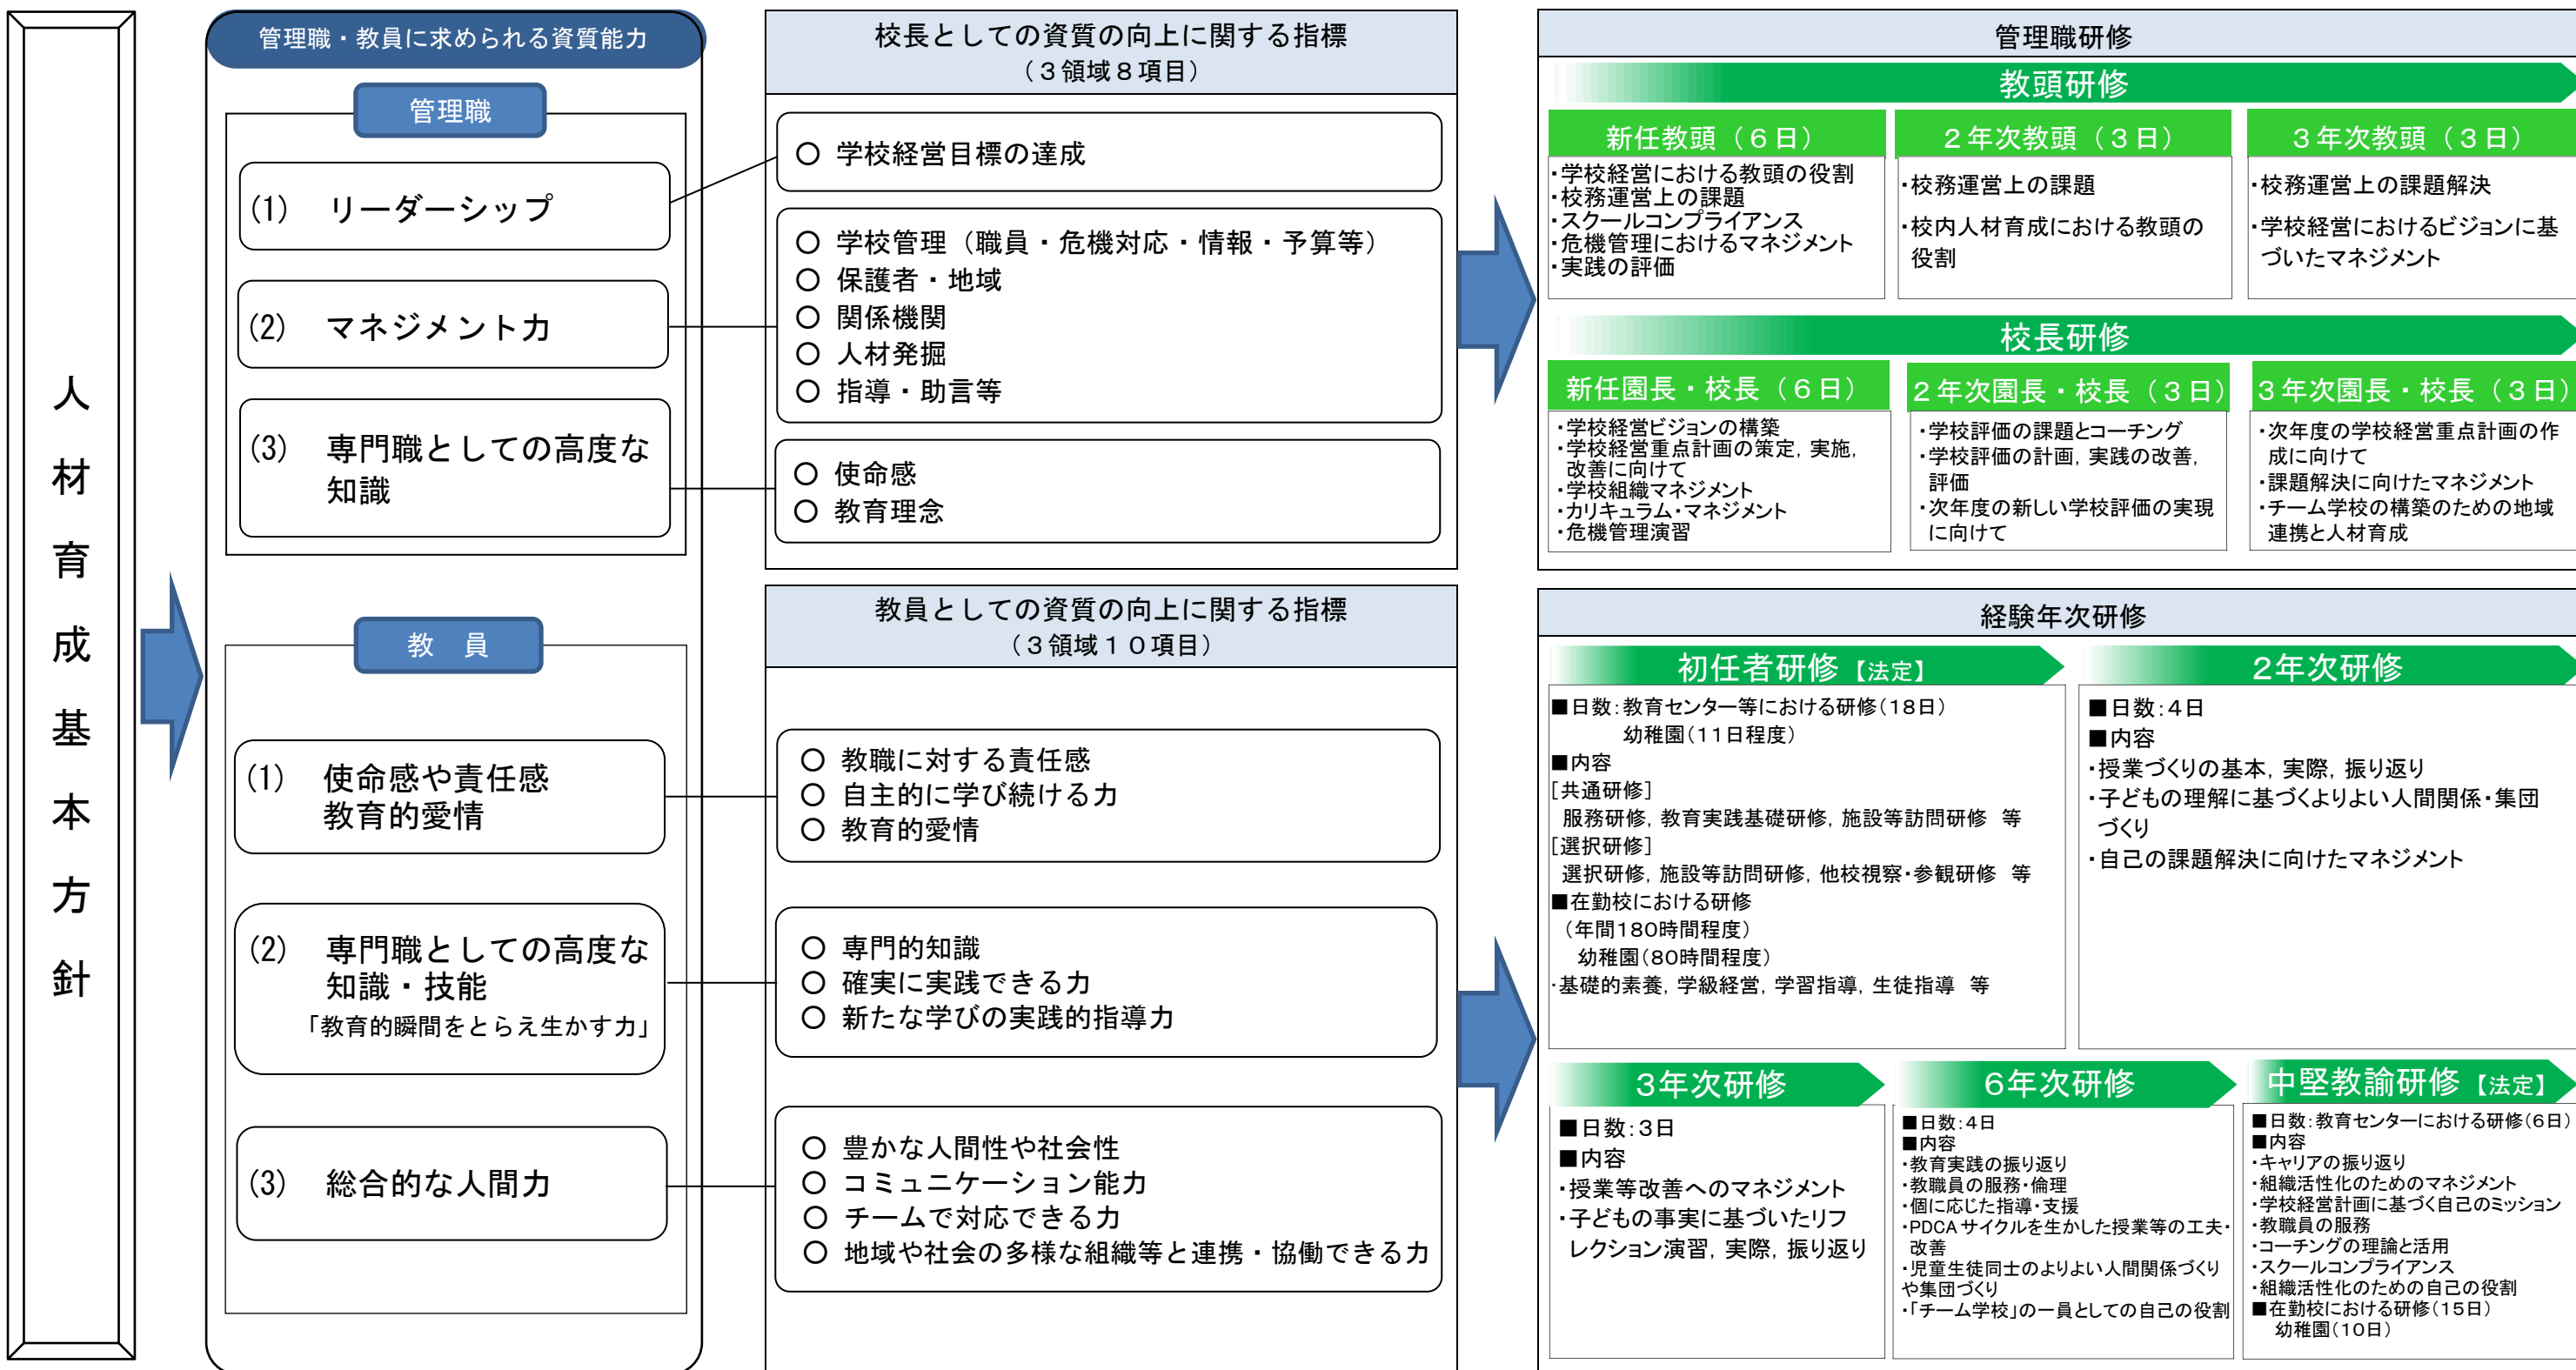 人材育成基本方針
管理職・教員に求められる資質能力
管理職
(1) リーダーシップ
(2) マネジメント力
(3) 専門職としての高度な
知識
教 員
(1) 使命感や責任感
教育的愛情
(2) 専門職としての高度な
知識・技能
「教育的瞬間をとらえ生かす力」
(3) 総合的な人間力
校長としての資質の向上に関する指標
（３領域８項目）
○ 学校経営目標の達成
○ 学校管理（職員・危機対応・情報・予算等）
○ 保護者・地域
○ 関係機関
○ 人材発掘
○ 指導・助言等
○ 使命感
○ 教育理念
教員としての資質の向上に関する指標
（３領域１０項目）
○ 教職に対する責任感
○ 自主的に学び続ける力
○ 教育的愛情
○ 専門的知識
○ 確実に実践できる力
○ 新たな学びの実践的指導力
○ 豊かな人間性や社会性
○ コミュニケーション能力
○ チームで対応できる力
○ 地域や社会の多様な組織等と連携・協働できる力
管理職研修
教頭研修
新任教頭（６日）
・学校経営における教頭の役割
・校務運営上の課題
・スクールコンプライアンス
・危機管理におけるマネジメント
・実践の評価
２年次教頭（３日）
・校務運営上の課題
・校内人材育成における教頭の
役割
３年次教頭（３日）
・校務運営上の課題解決
・学校経営におけるビジョンに基
づいたマネジメント
校長研修
新任園長・校長（６日）
・学校経営ビジョンの構築
・学校経営重点計画の策定，実施，
改善に向けて
・学校組織マネジメント
・カリキュラム・マネジメント
・危機管理演習
２年次園長・校長（３日）
・学校評価の課題とコーチング
・学校評価の計画，実践の改善，
評価
・次年度の新しい学校評価の実現
に向けて
３年次園長・校長（３日）
・次年度の学校経営重点計画の作
成に向けて
・課題解決に向けたマネジメント
・チーム学校の構築のための地域
連携と人材育成
経験年次研修
初任者研修【法定】
■日数：教育センター等における研修（１８日）
幼稚園（１１日程度）
■内容
［共通研修］
服務研修，教育実践基礎研修，施設等訪問研修 等
［選択研修］
選択研修，施設等訪問研修，他校視察・参観研修 等
■在勤校における研修
（年間１８０時間程度）
幼稚園（８０時間程度）
・基礎的素養，学級経営，学習指導，生徒指導 等
２年次研修
■日数：４日
■内容
・授業づくりの基本，実際，振り返り
・子どもの理解に基づくよりよい人間関係・集団
づくり
・自己の課題解決に向けたマネジメント
３年次研修
■日数：３日
■内容
・授業等改善へのマネジメント
・子どもの事実に基づいたリフ
レクション演習，実際，振り返り
６年次研修
■日数：４日
■内容
・教育実践の振り返り
・教職員の服務・倫理
・個に応じた指導・支援
・PDCAサイクルを生かした授業等の工夫・
改善
・児童生徒同士のよりよい人間関係づくり
や集団づくり
・「チーム学校」の一員としての自己の役割
中堅教諭研修【法定】
■日数：教育センターにおける研修（６日）
■内容
・キャリアの振り返り
・組織活性化のためのマネジメント
・学校経営計画に基づく自己のミッション
・教職員の服務
・コーチングの理論と活用
・スクールコンプライアンス
・組織活性化のための自己の役割
■在勤校における研修（１５日）
幼稚園（１０日）